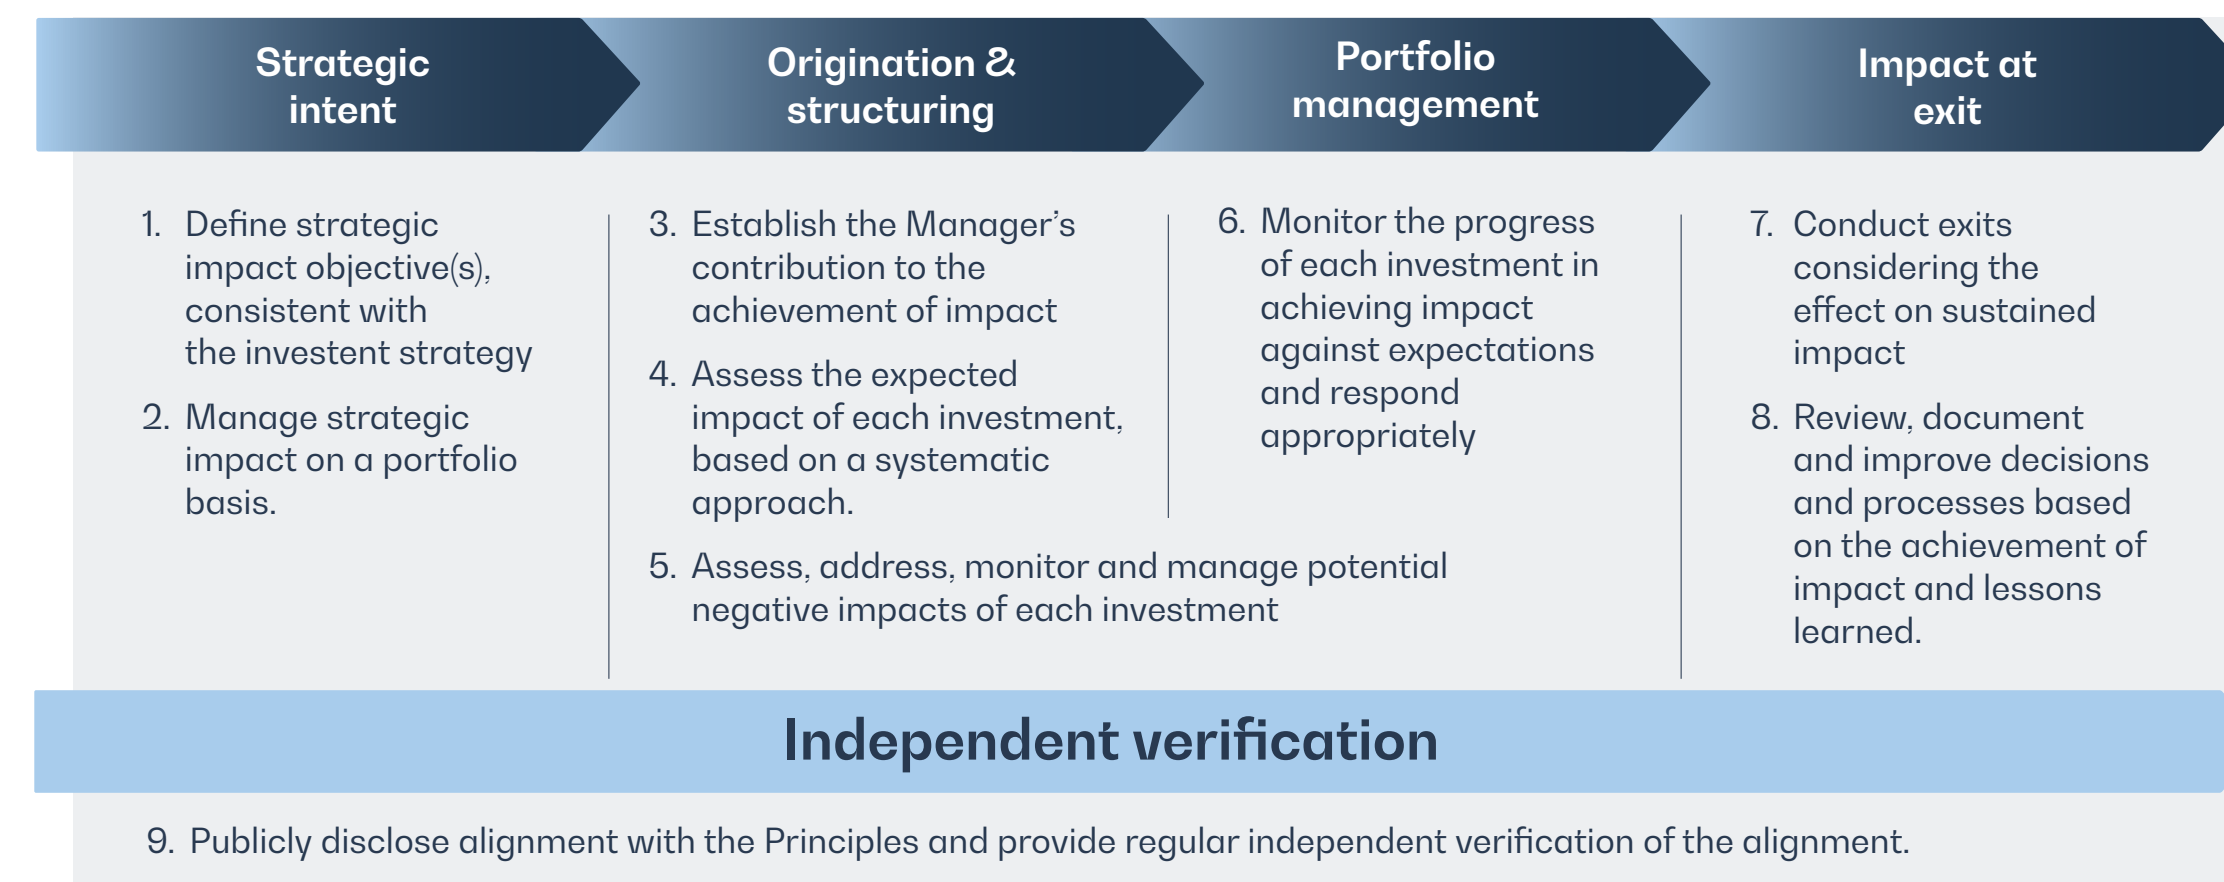 Strategic
intent
Origination &
structuring
Portfolio
management
Impact at
exit
1. Define strategic
impact objective(s),
consistent with
the investent strategy
2. Manage strategic
impact on a portfolio
basis.
3. Establish the Manager's
contribution to the
achievement of impact
4. Assess the expected
impact of each investment,
based on a systematic
approach.
5. Assess, address, monitor and manage potential
negative impacts of each investment
6. Monitor the progress
of each investment in
achieving impact
against expectations
and respond
appropriately
7. Conduct exits
considering the
effect on sustained
impact
8. Review, document
and improve decisions
and processes based
on the achievement of
impact and lessons
learned.
Independent verification
9. Publicly disclose alignment with the Principles and provide regular independent verification of the alignment.